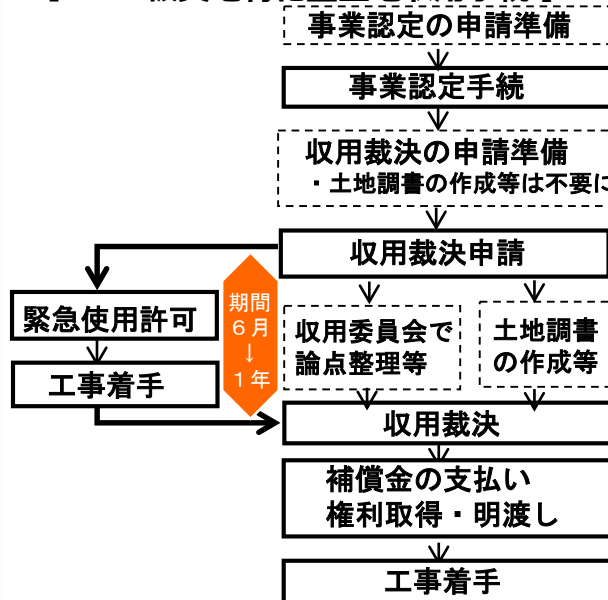 事業認定の申請準備
事業認定手続
収用裁決の申請準備
・土地調書の作成等は不要に
収用裁決申請
緊急使用許可
工事着手
期間
6月
↓
1年
収用委員会で
論点整理等
土地調書
の作成等
収用裁決
補償金の支払い
権利取得・明渡し
工事着手